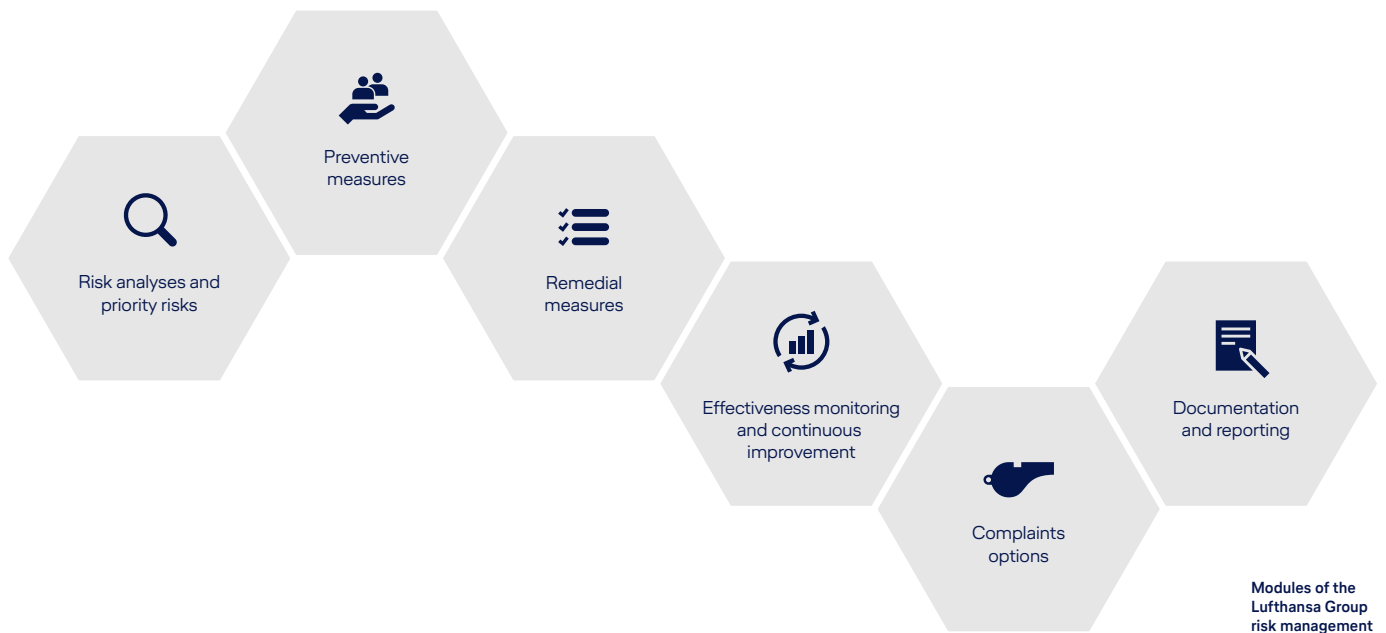 Risk analyses and
priority risks
Preventive
measures
Remedial
measures
Effectiveness monitoring
and continuous
improvement
Complaints
options
Documentation
and reporting
Modules of the
Lufthansa Group
risk management